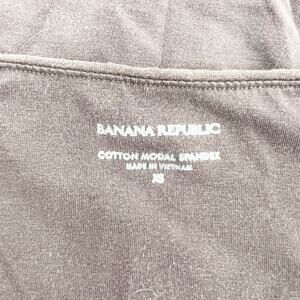 BANANA REPUBLIC
COTTON MODAL SPANDEX
MADE IN VIETNAM
XS